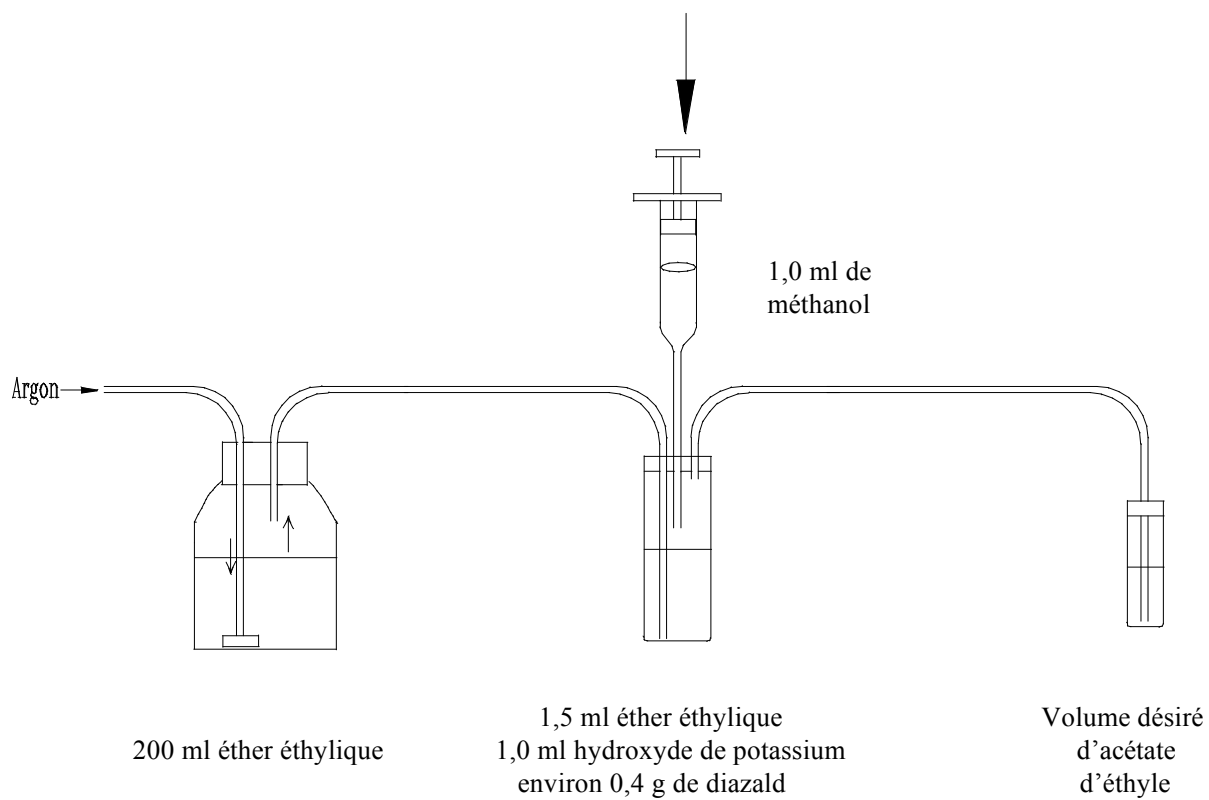 1,0 ml de
méthanol
Argon
200 ml éther éthylique
1,5 ml éther éthylique
1,0 ml hydroxyde de potassium
environ 0,4 g de diazald
Volume désiré
d’acétate
d’éthyle